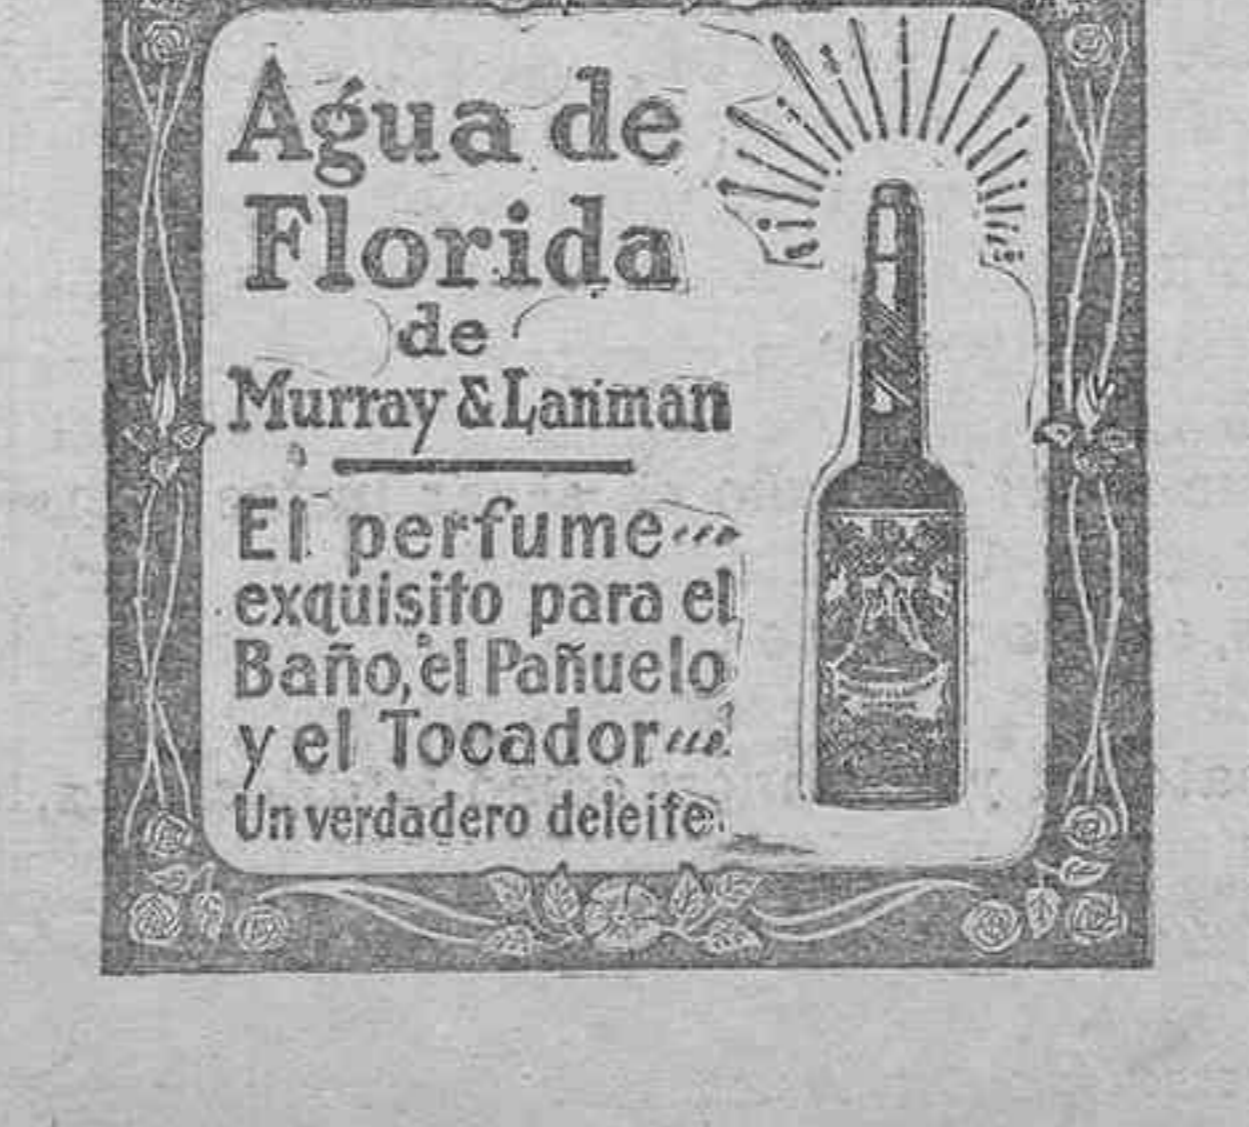 Agua de
Florida
de
Murray & Lanman
El perfume
exquisito para el
Baño, el Pañuelo
y el Tocador
Un verdadero deleite.